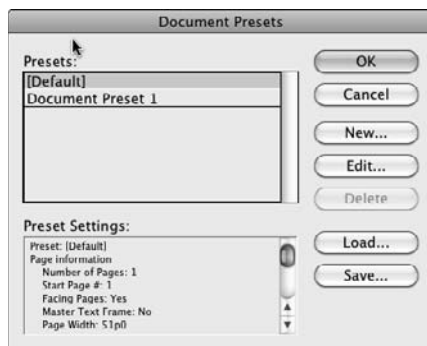 Document Presets
Presets:
[Default]
Document Preset 1
OK
Cancel
New...
Edit...
Delete
Preset Settings:
Preset: [Default]
Page information
Number of Pages: 1
Start Page #: 1
Facing Pages: Yes
Master Text Frame: No
Page Width: 51p0
Load...
Save...